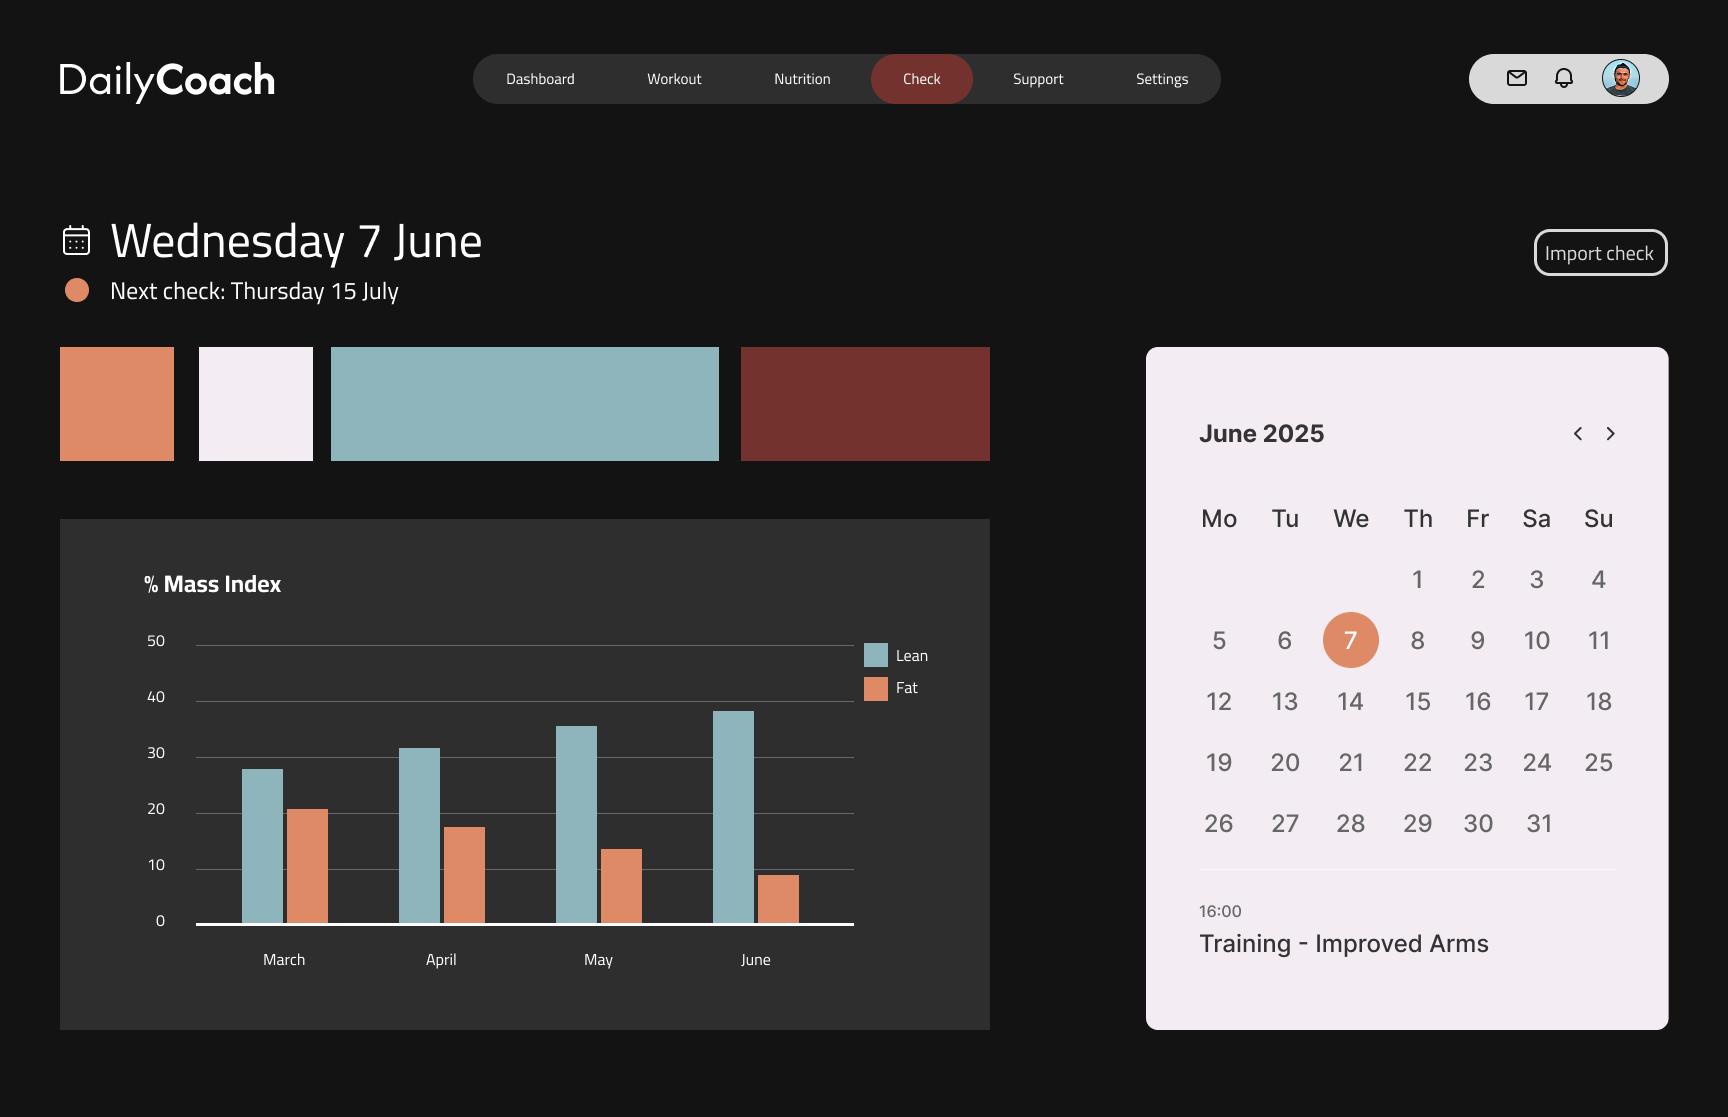 DailyCoach
Dashboard Workout Nutrition Check Support Settings
Wednesday 7 June
Next check: Thursday 15 July
Import check
% Mass Index
50
40
30
20
10
0
March April May June
Lean
Fat
June 2025
Mo Tu We Th Fr Sa Su
1 2 3 4
5 6 7 8 9 10 11
12 13 14 15 16 17 18
19 20 21 22 23 24 25
26 27 28 29 30 31
16:00
Training - Improved Arms